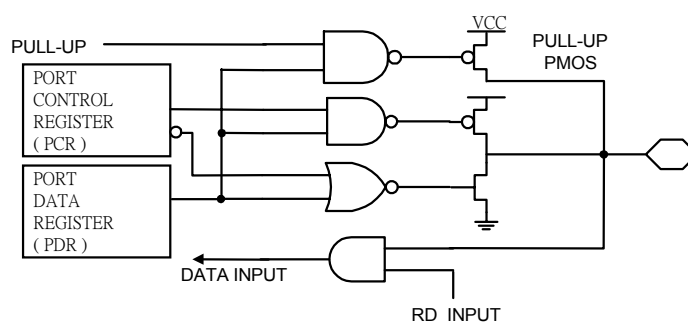 VCC
PULL-UP
PULL-UP
PMOS
PORT
CONTROL
REGISTER
( PCR )
PORT
DATA
REGISTER
( PDR )
DATA INPUT
RD INPUT